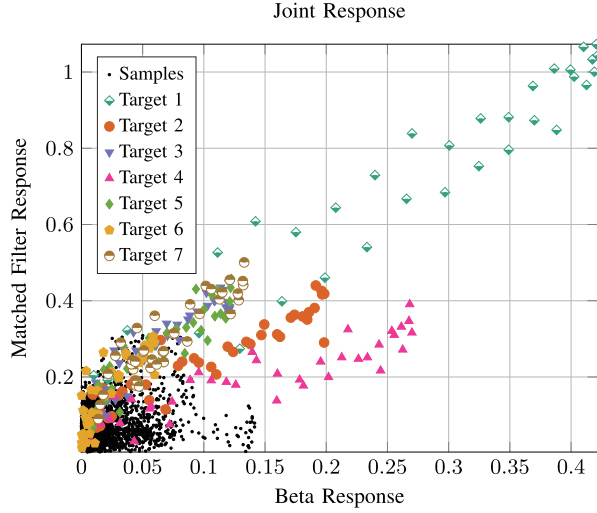 Joint Response
Matched Filter Response
1
0.8
0.6
0.4
0.2
Samples
Target 1
Target 2
Target 3
Target 4
Target 5
Target 6
Target 7
0 0.05 0.1 0.15 0.2 0.25 0.3 0.35 0.4
Beta Response